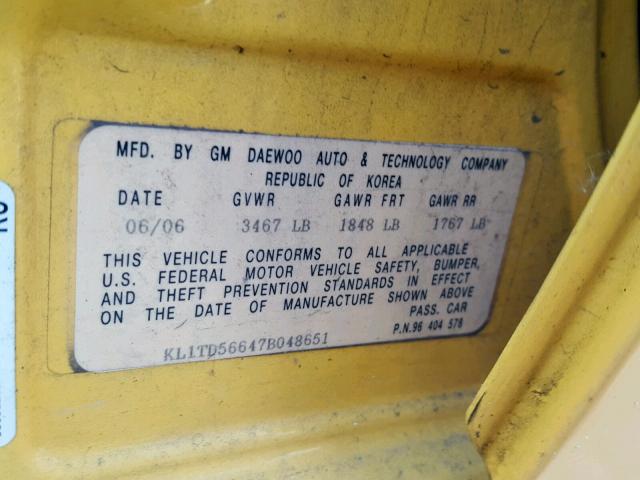 MFD. BY GM DAEWOO AUTO & TECHNOLOGY COMPANY
REPUBLIC OF KOREA
DATE GVWR GAWR FRT GAWR RR
06/06 3467 LB 1848 LB 1767 LB
THIS VEHICLE CONFORMS TO ALL APPLICABLE
U.S. FEDERAL MOTOR VEHICLE SAFETY, BUMPER,
AND THEFT PREVENTION STANDARDS IN EFFECT
ON THE DATE OF MANUFACTURE SHOWN ABOVE
PASS. CAR
P.N.96 404 578
KL1TD56647B048651